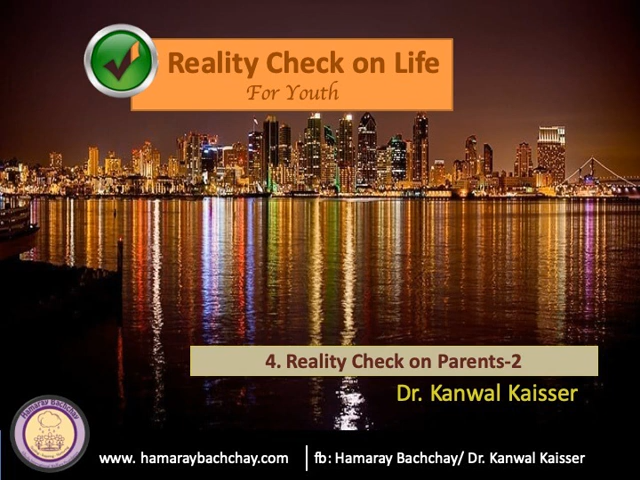 Reality Check on Life
For Youth
4. Reality Check on Parents-2
Dr. Kanwal Kaisser
Hamaray Bachchay
www. hamaraybachchay.com
fb: Hamaray Bachchay/ Dr. Kanwal Kaisser